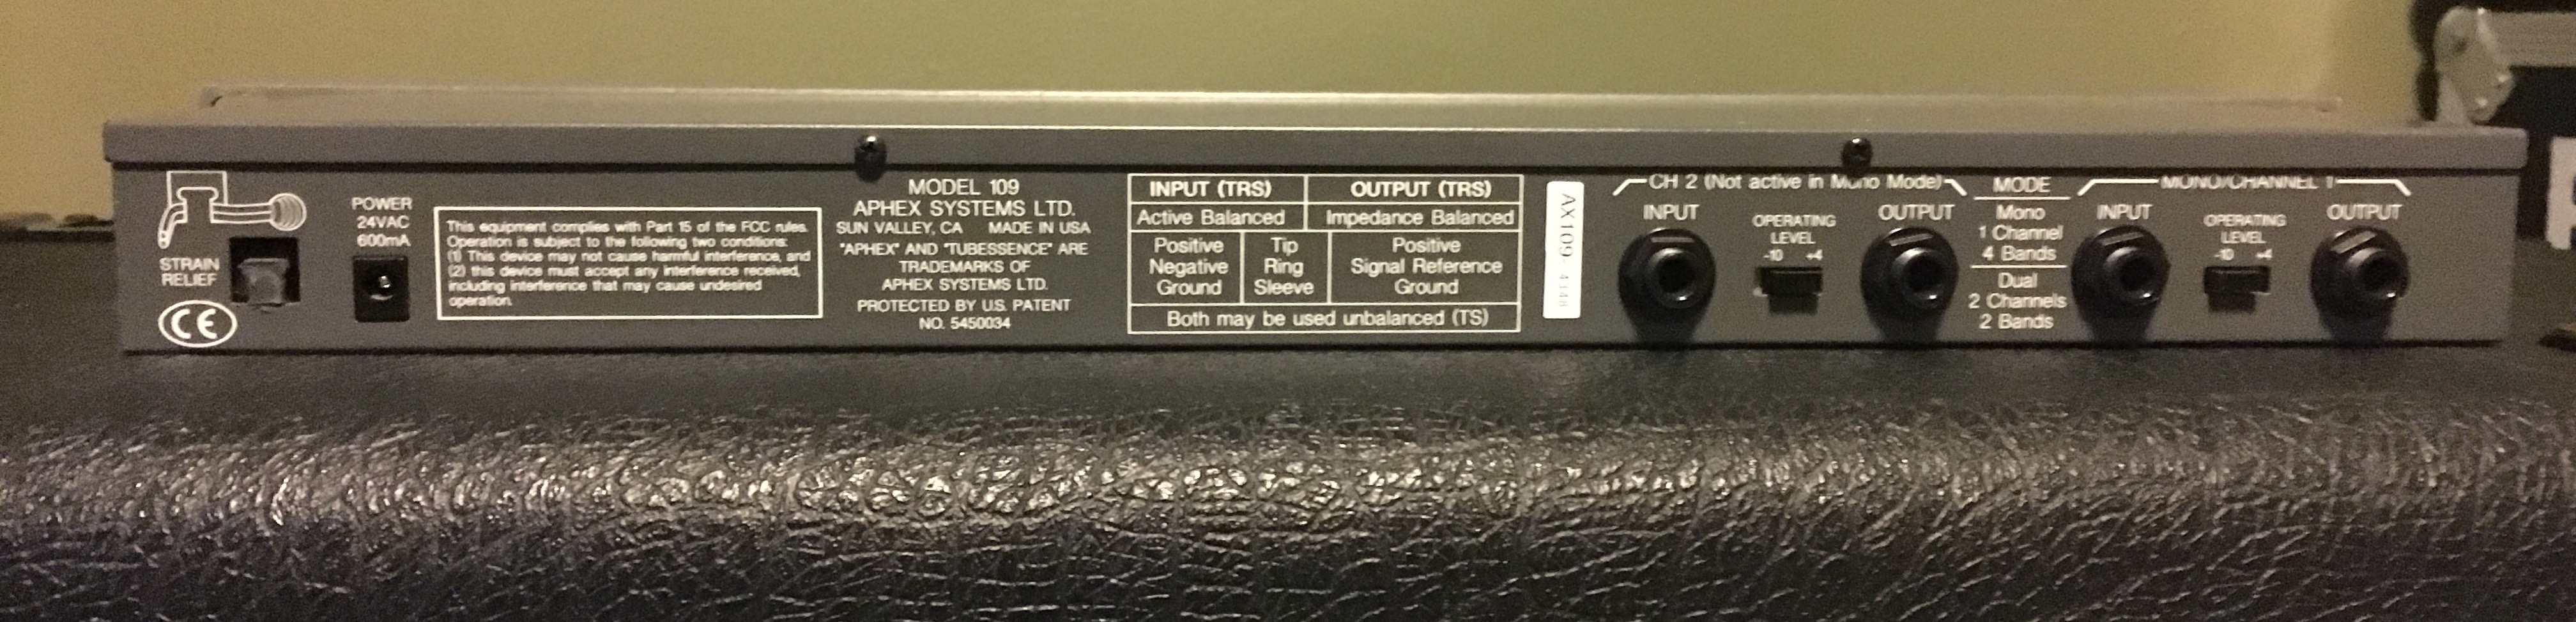 STRAIN
RELIEF
CE
POWER
24VAC
600mA
This equipment complies with Part 15 of the FCC rules.
Operation is subject to the following two conditions:
(1) This device may not cause harmful interference, and
(2) this device must accept any interference received,
including interference that may cause undesired
operation.
MODEL 109
APHEX SYSTEMS LTD.
SUN VALLEY, CA MADE IN USA
"APHEX" AND "TUBESSENCE" ARE
TRADEMARKS OF
APHEX SYSTEMS LTD.
PROTECTED BY U.S. PATENT
NO. 5450034
INPUT (TRS) OUTPUT (TRS)
Active Balanced Impedance Balanced
Positive Tip Positive
Negative Ring Signal Reference
Ground Sleeve Ground
Both may be used unbalanced (TS)
AX109
CH 2 (Not active in Mono Mode)
INPUT
OPERATING
LEVEL
-10 +4
OUTPUT
MODE
Mono
1 Channel
4 Bands
Dual
2 Channels
2 Bands
MONO/CHANNEL 1
INPUT
OPERATING
LEVEL
-10 +4
OUTPUT